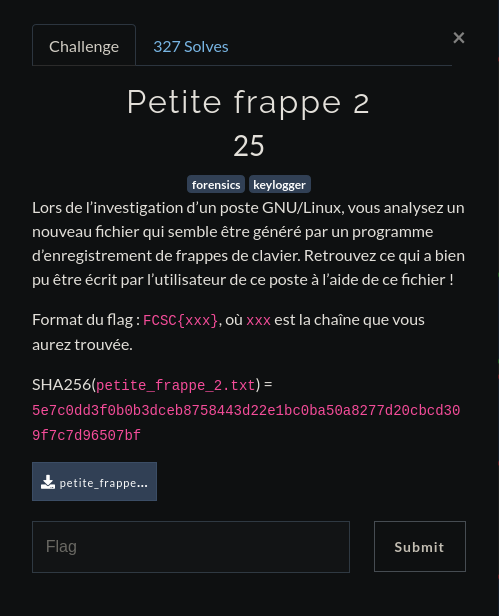 Challenge
327 Solves
×
Petite frappe 2
25
forensics keylogger
Lors de l’investigation d’un poste GNU/Linux, vous analysez un
nouveau fichier qui semble être généré par un programme
d’enregistrement de frappes de clavier. Retrouvez ce qui a bien
pu être écrit par l’utilisateur de ce poste à l’aide de ce fichier !
Format du flag : FCSC{xxx}, où xxx est la chaîne que vous
aurez trouvée.
SHA256(petite_frappe_2.txt) =
5e7c0dd3f0b0b3dceb8758443d22e1bc0ba50a8277d20cbcd30
9f7c7d96507bf
petite_frappe...
Flag
Submit